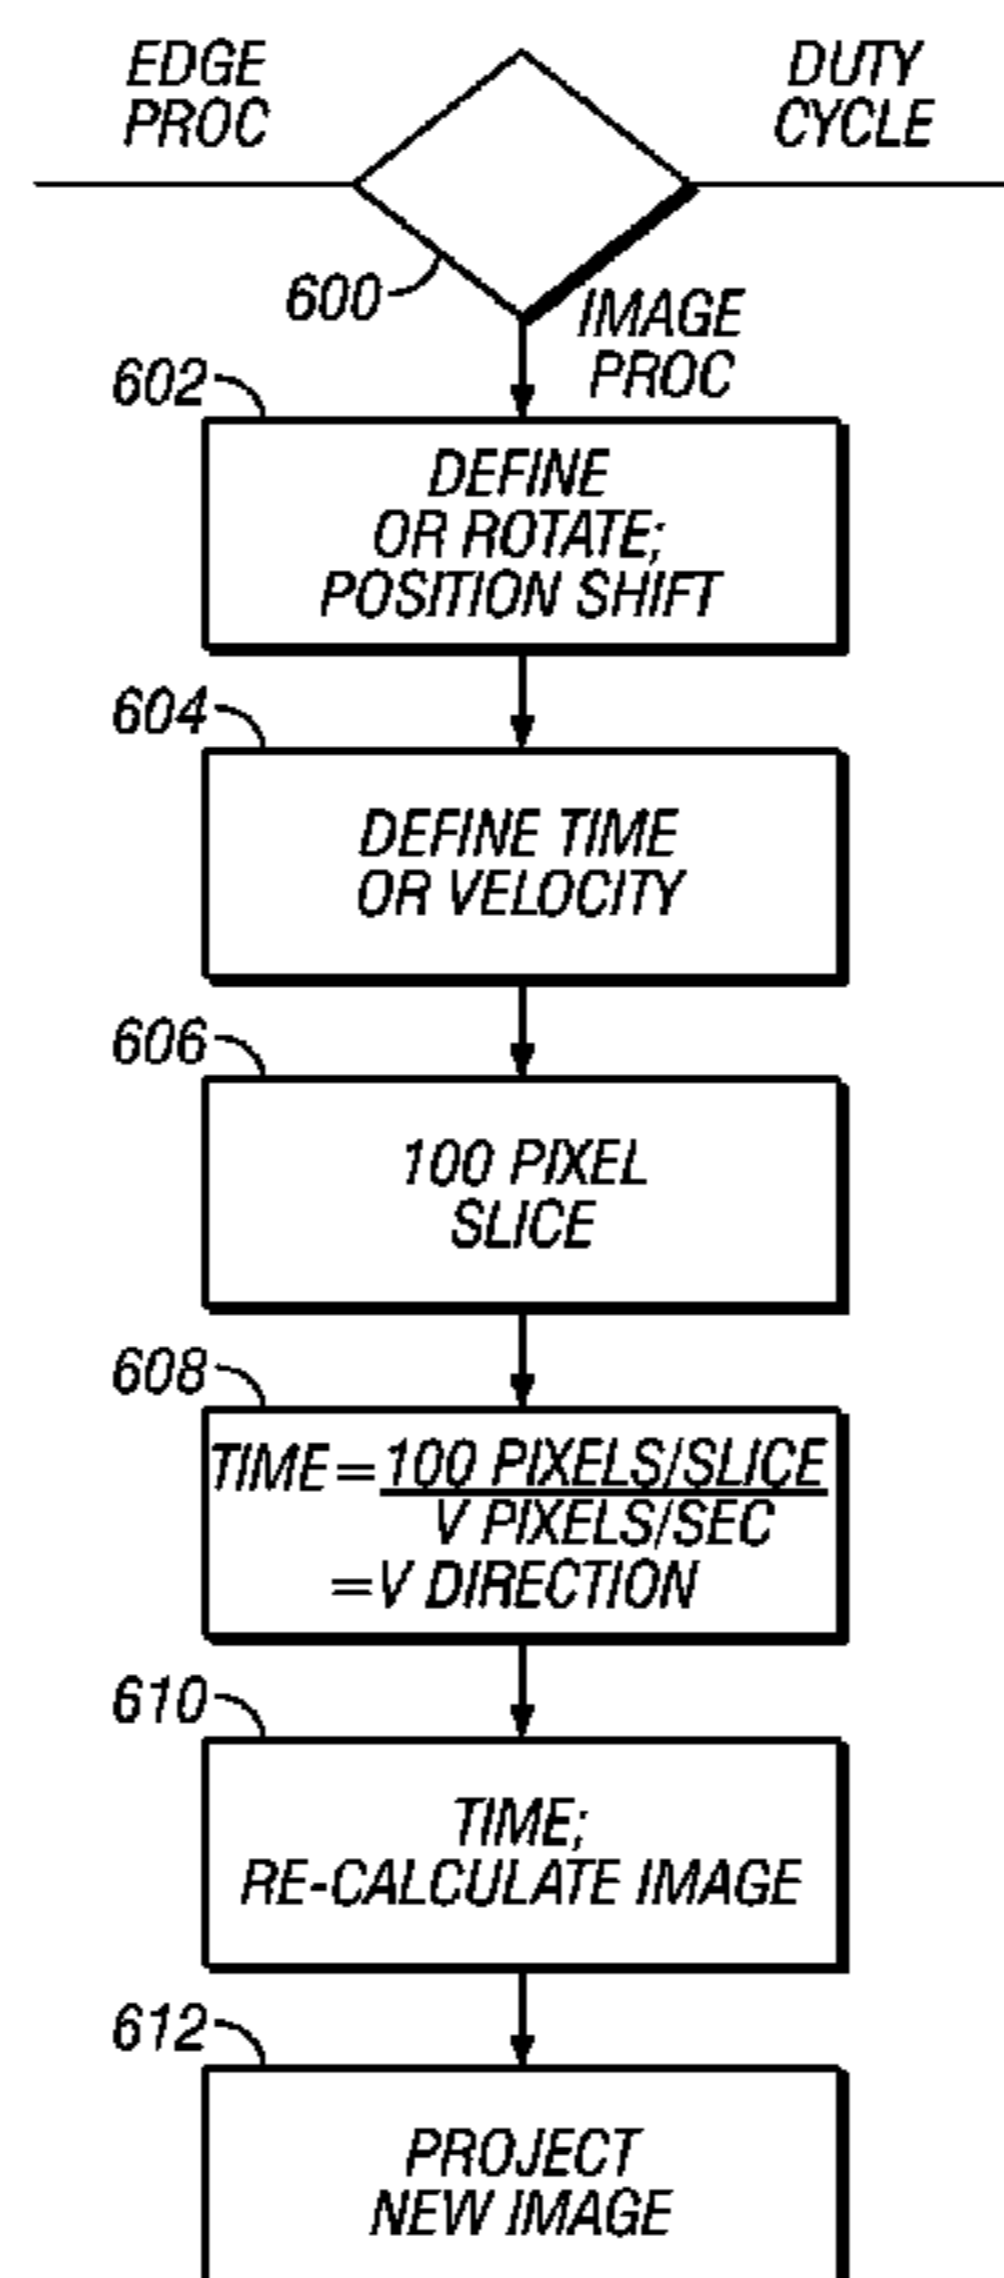 EDGE
PROC
DUTY
CYCLE
600
IMAGE
PROC
602
DEFINE
OR ROTATE;
POSITION SHIFT
604
DEFINE TIME
OR VELOCITY
606
100 PIXEL
SLICE
608
TIME=100 PIXELS/SLICE
V PIXELS/SEC
=V DIRECTION
610
TIME;
RE-CALCULATE IMAGE
612
PROJECT
NEW IMAGE